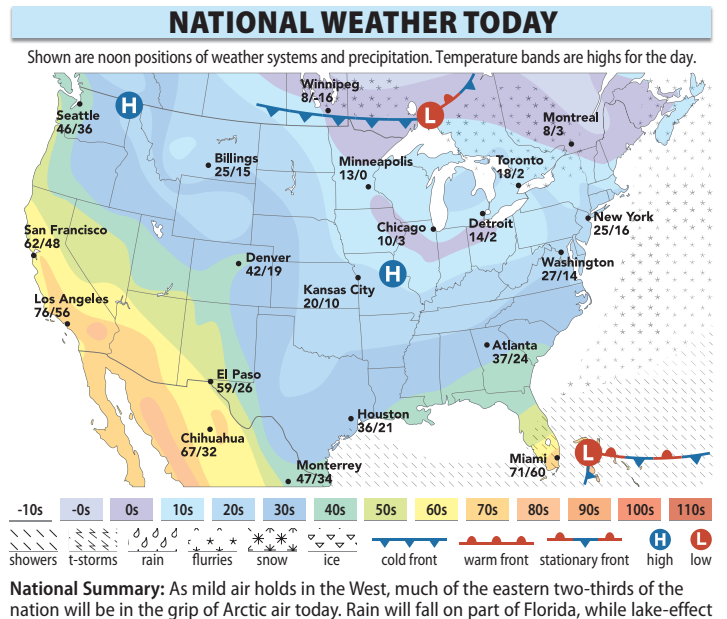 NATIONAL WEATHER TODAY
Shown are noon positions of weather systems and precipitation. Temperature bands are highs for the day.
Winnipeg
8/-16
H
L
Seattle
46/36
Montreal
8/3
Billings
25/15
Minneapolis
13/0
Toronto
18/2
San Francisco
62/48
Chicago
10/3
Detroit
14/2
New York
25/16
Denver
42/19
H
Washington
27/14
Kansas City
20/10
Los Angeles
76/56
Atlanta
37/24
El Paso
59/26
Houston
36/21
Chihuahua
67/32
Monterrey
47/34
Miami
71/60
L
-10s -0s 0s 10s 20s 30s 40s 50s 60s 70s 80s 90s 100s 110s
H L
showers t-storms rain flurries snow ice cold front warm front stationary front high low
National Summary: As mild air holds in the West, much of the eastern two-thirds of the
nation will be in the grip of Arctic air today. Rain will fall on part of Florida, while lake-effect